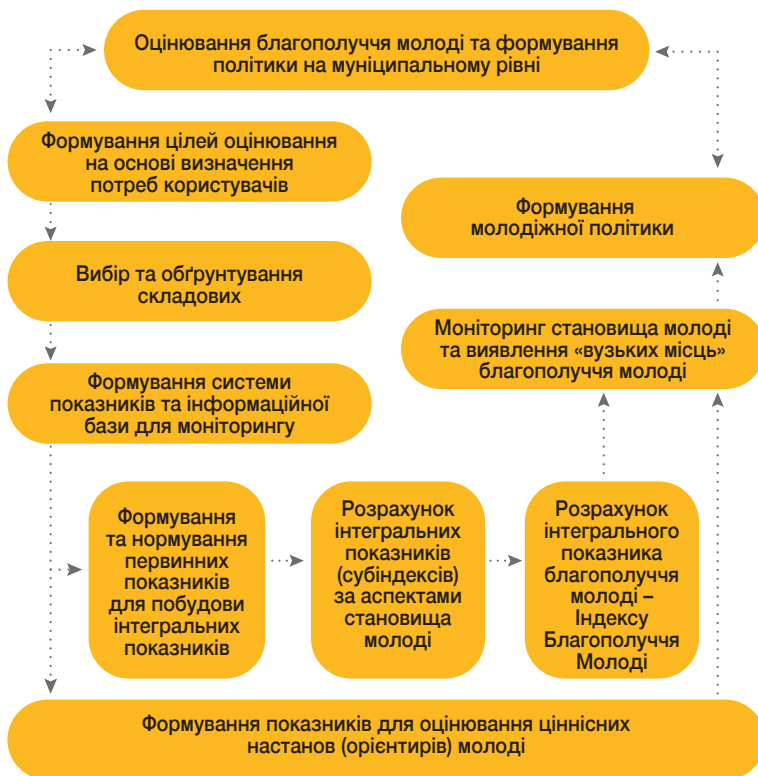 Оцінювання благополуччя молоді та формування
політики на муніципальному рівні
Формування цілей оцінювання
на основі визначення
потреб користувачів
Формування
молодіжної політики
Вибір та обґрунтування
складових
Моніторинг становища молоді
та виявлення «вузьких місць»
благополуччя молоді
Формування системи
показників та інформаційної
бази для моніторингу
Формування
та нормування
первинних
показників
для побудови
інтегральних
показників
Розрахунок
інтегральних
показників
(субіндексів)
за аспектами
становища
молоді
Розрахунок
інтегрального
показника
благополуччя
молоді –
Індексу
Благополуччя
Молоді
Формування показників для оцінювання ціннісних
настанов (орієнтирів) молоді